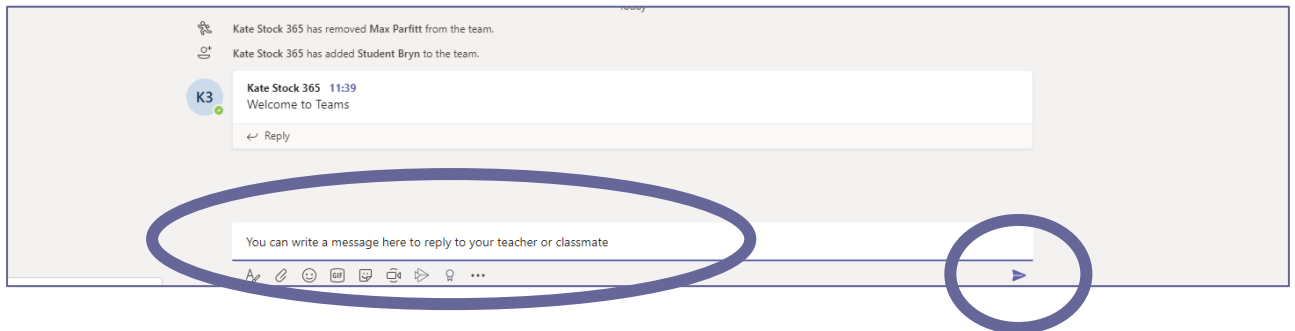 Today
Kate Stock 365 has removed Max Parfitt from the team.
Kate Stock 365 has added Student Bryn to the team.
K3
Kate Stock 365 11:39
Welcome to Teams
Reply
You can write a message here to reply to your teacher or classmate
GIF